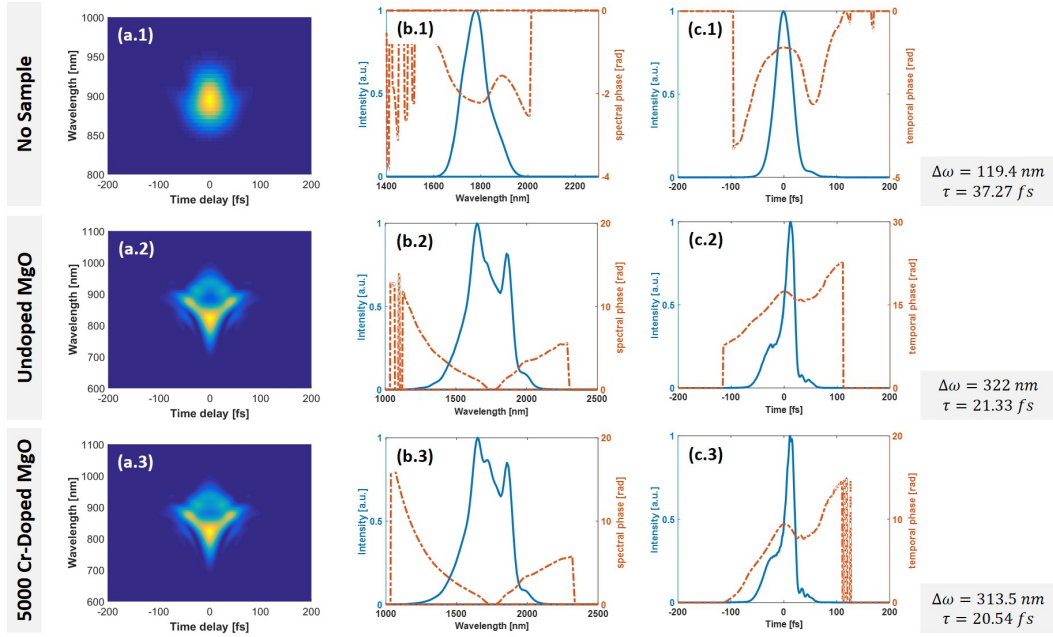 No Sample
(a.1)
Wavelength [nm]
1000
950
900
850
800
-200 -100 0 100 200
Time delay [fs]
(b.1)
Intensity [a.u.]
1
0.5
0
1400 1600 1800 2000 2200
Wavelength [nm]
0
-2
-4
spectral phase [rad]
(c.1)
Intensity [a.u.]
1
0.5
0
-200 -100 0 100 200
Time [fs]
0
-5
temporal phase [rad]
Δω = 119.4 nm
τ = 37.27 fs
Undoped MgO
(a.2)
Wavelength [nm]
1100
1000
900
800
700
600
-200 -100 0 100 200
Time delay [fs]
(b.2)
Intensity [a.u.]
1
0.5
0
1000 1500 2000 2500
Wavelength [nm]
20
10
0
spectral phase [rad]
(c.2)
Intensity [a.u.]
1
0.5
0
-200 -100 0 100 200
Time [fs]
30
15
0
temporal phase [rad]
Δω = 322 nm
τ = 21.33 fs
5000 Cr-Doped MgO
(a.3)
Wavelength [nm]
1100
1000
900
800
700
600
-200 -100 0 100 200
Time delay [fs]
(b.3)
Intensity [a.u.]
1
0.5
0
1000 1500 2000 2500
Wavelength [nm]
20
10
0
spectral phase [rad]
(c.3)
Intensity [a.u.]
1
0.5
0
-200 -100 0 100 200
Time [fs]
20
10
0
temporal phase [rad]
Δω = 313.5 nm
τ = 20.54 fs